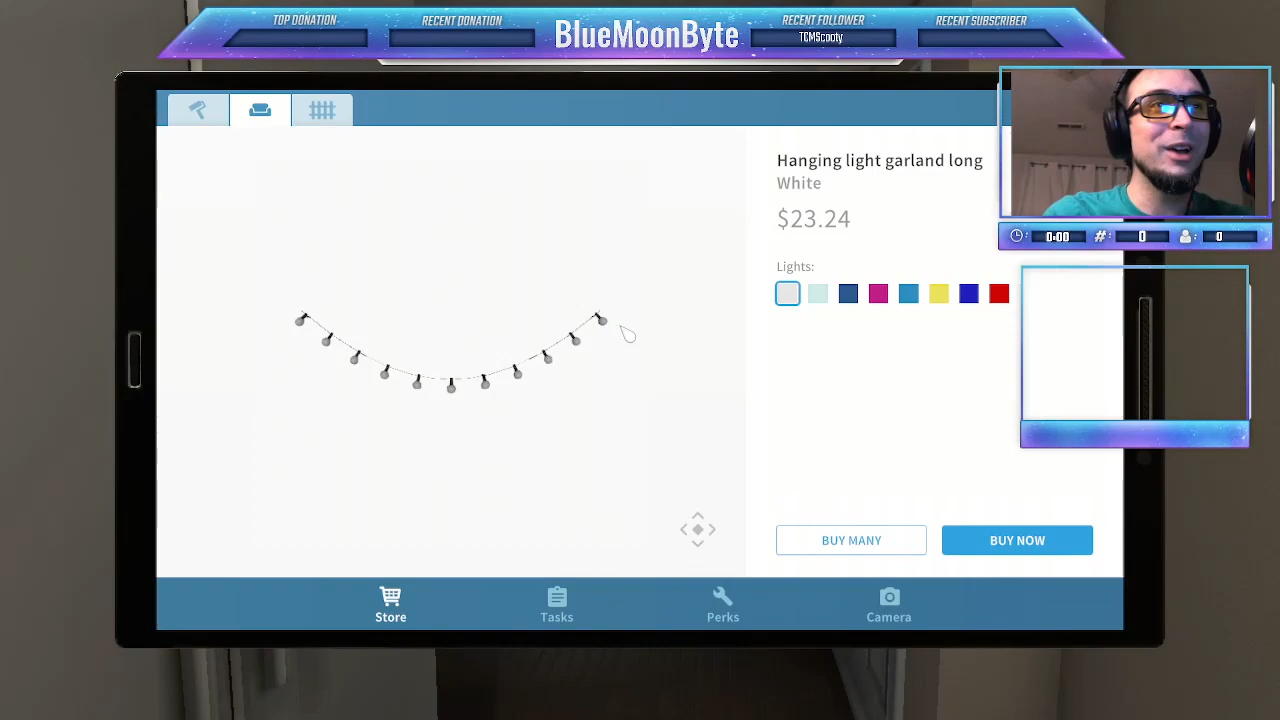 TOP DONATION
RECENT DONATION
BlueMoonByte
RECENT FOLLOWER
TCMScooty
RECENT SUBSCRIBER
Hanging light garland long
White
$23.24
0:00
#: 0
0
Lights:
BUY MANY
BUY NOW
Store
Tasks
Perks
Camera